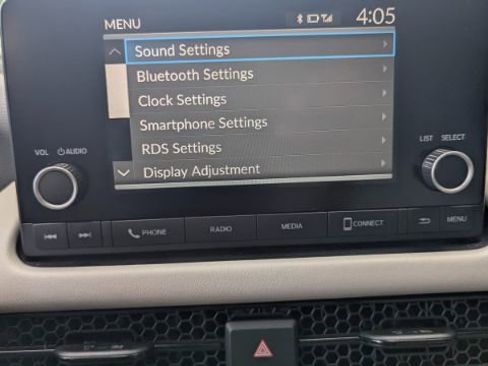 MENU 4:05
Sound Settings
Bluetooth Settings
Clock Settings
Smartphone Settings
RDS Settings
Display Adjustment
VOL AUDIO
LIST SELECT
PHONE RADIO MEDIA CONNECT MENU